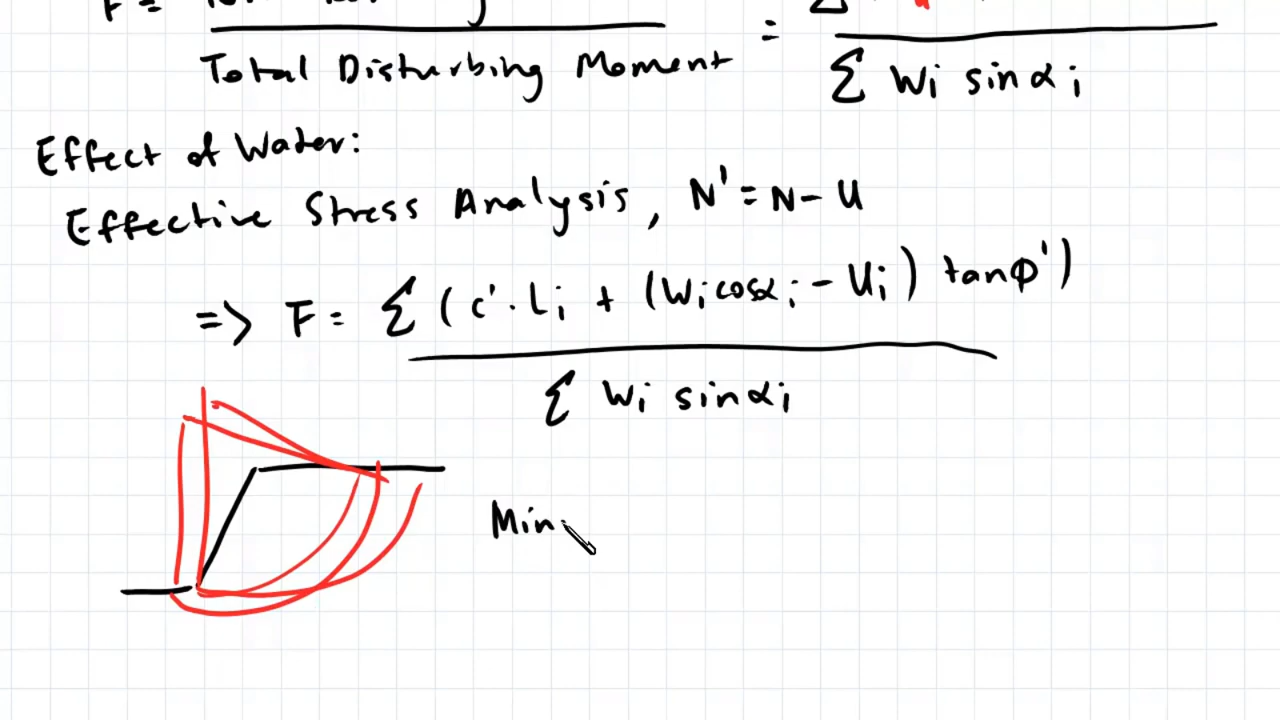 F =
=
Total Disturbing Moment
Σ Wi sinαi
Effect of Water:
Effective Stress Analysis, N' = N - U
=> F = Σ (c'.Li + (Wicosαi - Ui) tanΦ')
Σ Wi sinαi
Min